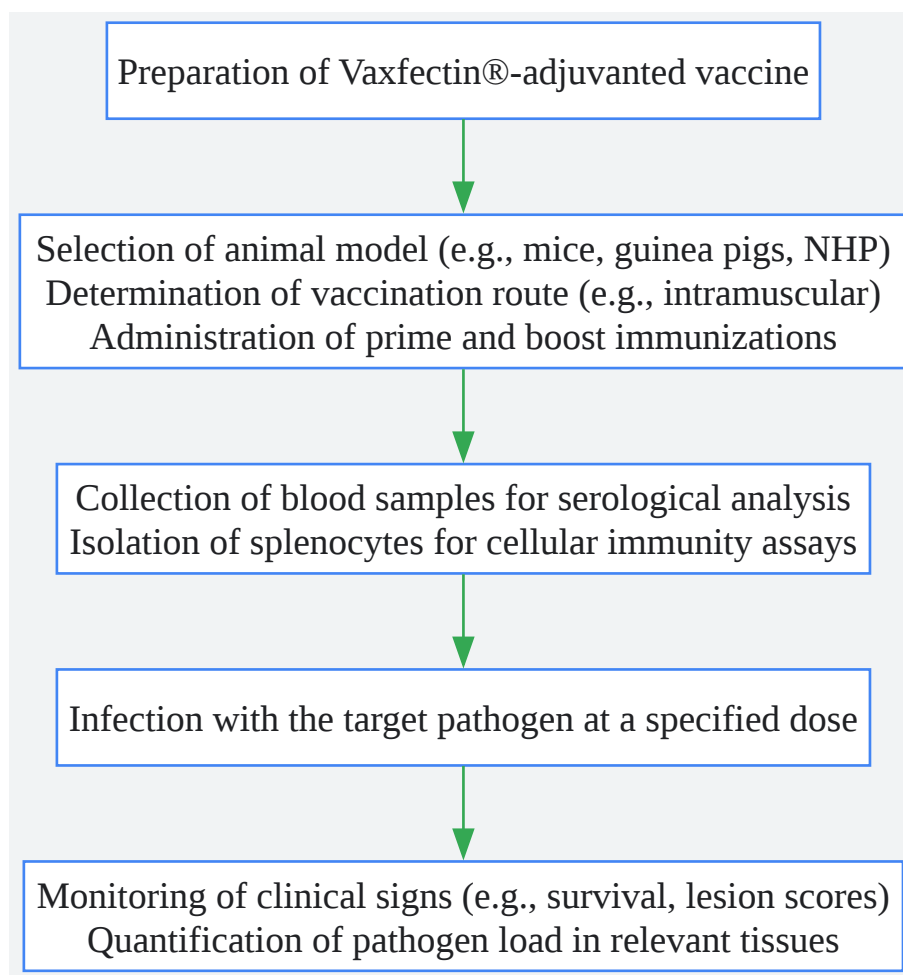 Preparation of Vaxfectin®-adjuvanted vaccine
Selection of animal model (e.g., mice, guinea pigs, NHP)
Determination of vaccination route (e.g., intramuscular)
Administration of prime and boost immunizations
Collection of blood samples for serological analysis
Isolation of splenocytes for cellular immunity assays
Infection with the target pathogen at a specified dose
Monitoring of clinical signs (e.g., survival, lesion scores)
Quantification of pathogen load in relevant tissues